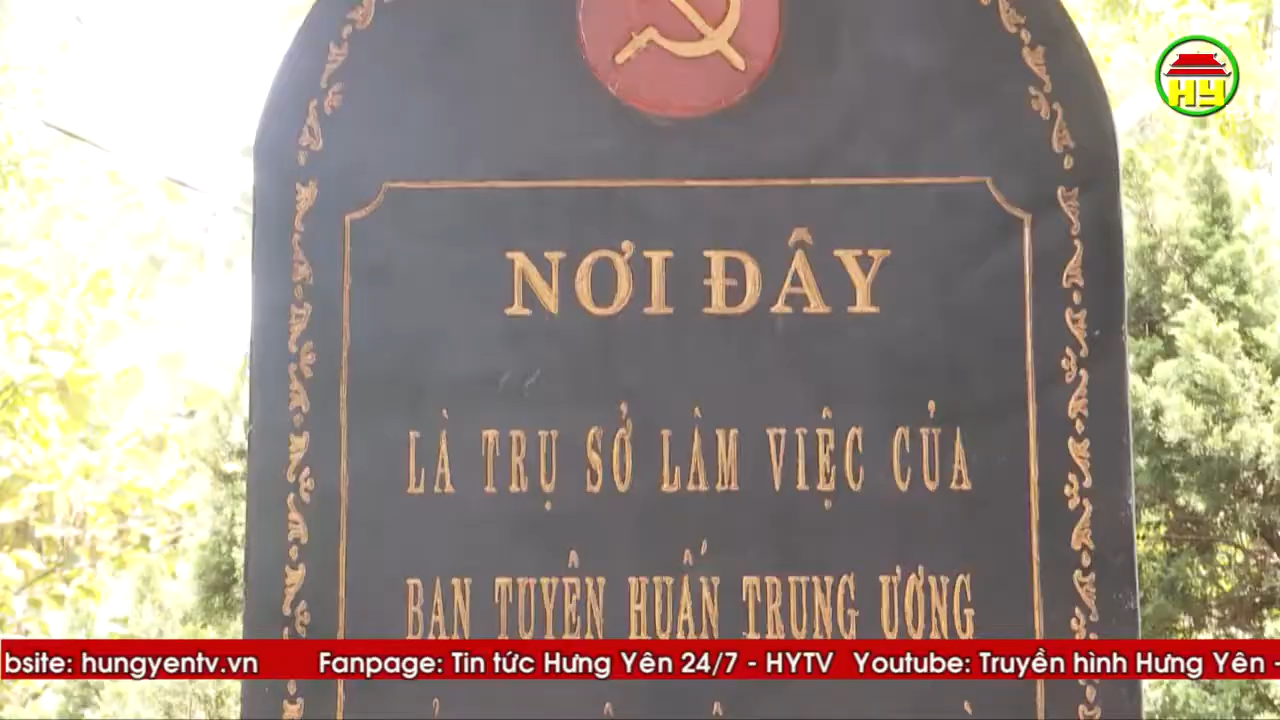 HY
NƠI ĐÂY
LÀ TRỤ SỞ LÀM VIỆC CỦA
BAN TUYÊN HUẤN TRUNG ƯƠNG
bsite: hungyentv.vn Fanpage: Tin tức Hưng Yên 24/7 - HYTV Youtube: Truyền hình Hưng Yên -